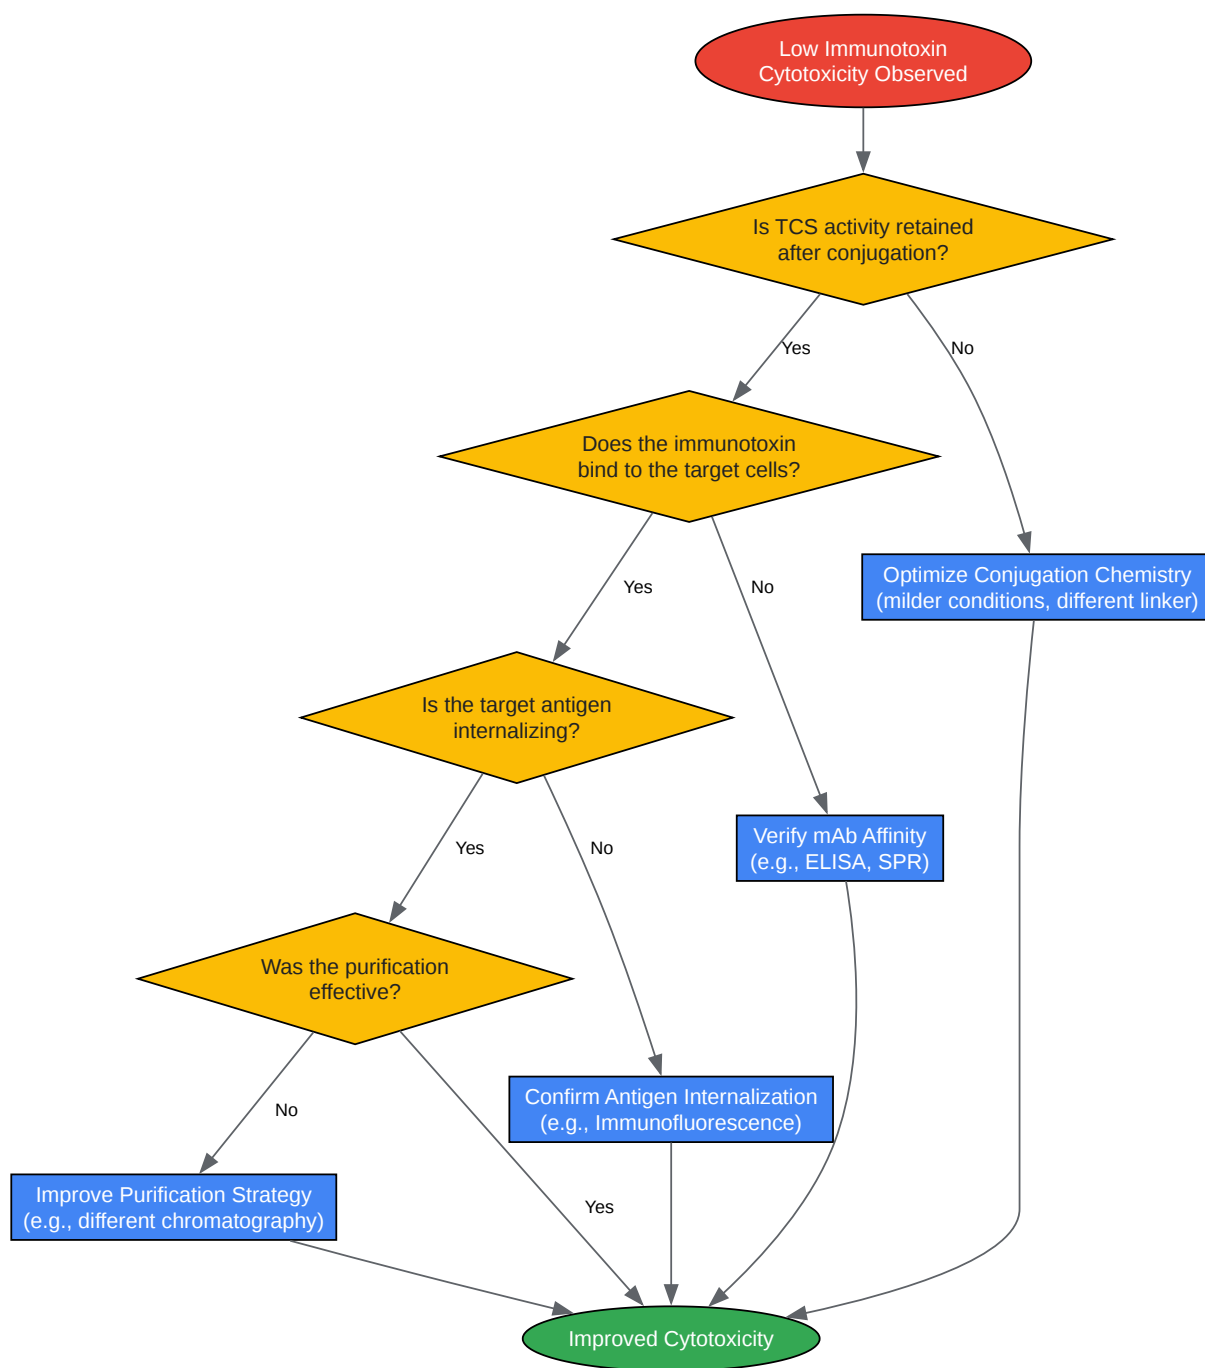 Low Immunotoxin
Cytotoxicity Observed
Is TCS activity retained
after conjugation?
Yes
No
Does the immunotoxin
bind to the target cells?
Yes
No
Optimize Conjugation Chemistry
(milder conditions, different linker)
Is the target antigen
internalizing?
Yes
No
Verify mAb Affinity
(e.g., ELISA, SPR)
Was the purification
effective?
No
Yes
Confirm Antigen Internalization
(e.g., Immunofluorescence)
Improve Purification Strategy
(e.g., different chromatography)
Improved Cytotoxicity